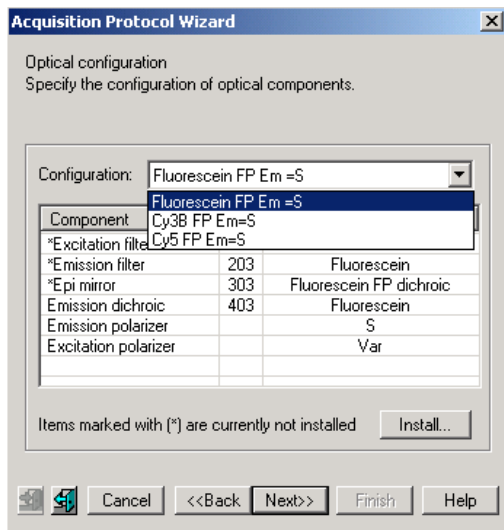 Acquisition Protocol Wizard
Optical configuration
Specify the configuration of optical components.
Configuration: Fluorescein FP Em =S
Fluorescein FP Em =S
Cy3B FP Em=S
Cy5 FP Em=S
Component
*Excitation filte
*Emission filter 203 Fluorescein
*Epi mirror 303 Fluorescein FP dichroic
Emission dichroic 403 Fluorescein
Emission polarizer S
Excitation polarizer Var
Items marked with (*) are currently not installed Install...
Cancel <<Back Next>> Finish Help